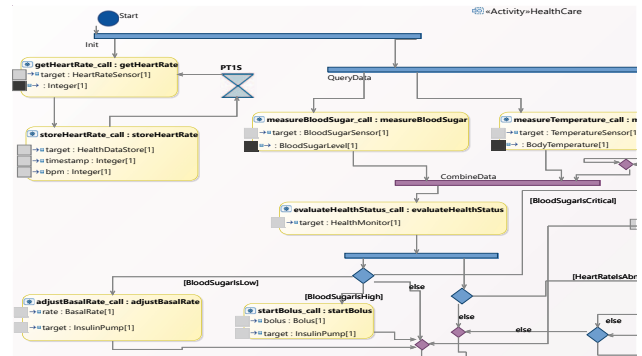 Start
«Activity»HealthCare
Init
getHeartRate_call : getHeartRate
target : HeartRateSensor[1]
: Integer[1]
PT1S
QueryData
measureBloodSugar_call : measureBloodSugar
target : BloodSugarSensor[1]
: BloodSugarLevel[1]
measureTemperature_call : m
target : TemperatureSensor[1]
: BodyTemperature[1]
storeHeartRate_call : storeHeartRate
target : HealthDataStore[1]
timestamp : Integer[1]
bpm : Integer[1]
CombineData
evaluateHealthStatus_call : evaluateHealthStatus
target : HealthMonitor[1]
[BloodSugarIsCritical]
[BloodSugarIsLow]
[BloodSugarIsHigh]
else
[HeartRateIsAbn
adjustBasalRate_call : adjustBasalRate
rate : BasalRate[1]
target : InsulinPump[1]
startBolus_call : startBolus
bolus : Bolus[1]
target : InsulinPump[1]
else
else
else